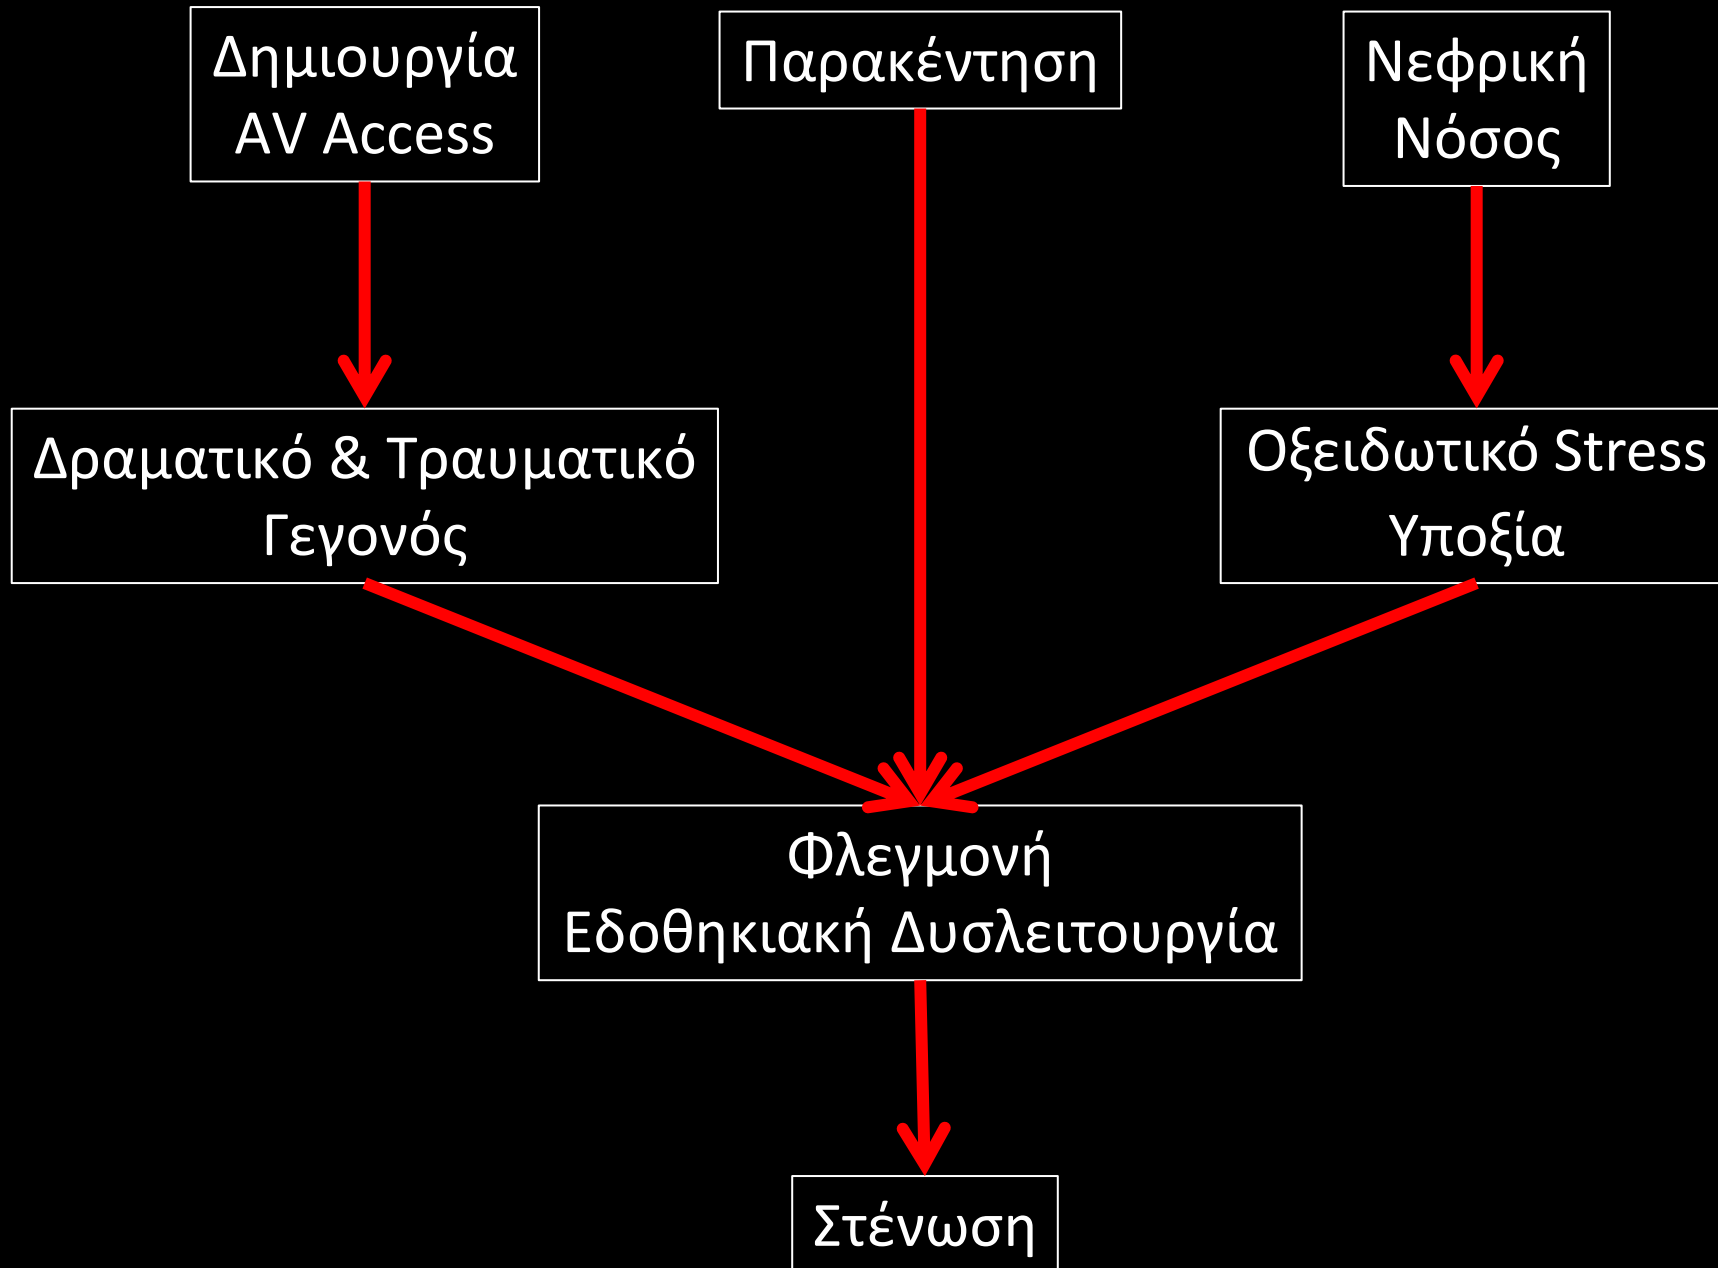 Δημιουργία
AV Access
Παρακέντηση
Νεφρική
Νόσος
Δραματικό & Τραυματικό
Γεγονός
Οξειδωτικό Stress
Υποξία
Φλεγμονή
Εδοθηκιακή Δυσλειτουργία
Στένωση